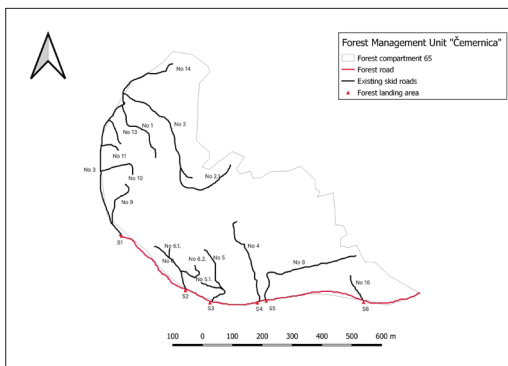 Forest Management Unit "Čemernica"
Forest compartment 65
Forest road
Existing skid roads
Forest landing area
No 14
No 2
No 1
No 13
No 11
No 3
No 10
No 2.1
No 9
S1
No 6.1.
No 6
No 6.2.
No 5
No 4
No 8
No 5.1.
No 16
S2
S3
S4
S5
S6
100 0 100 200 300 400 500 600 m